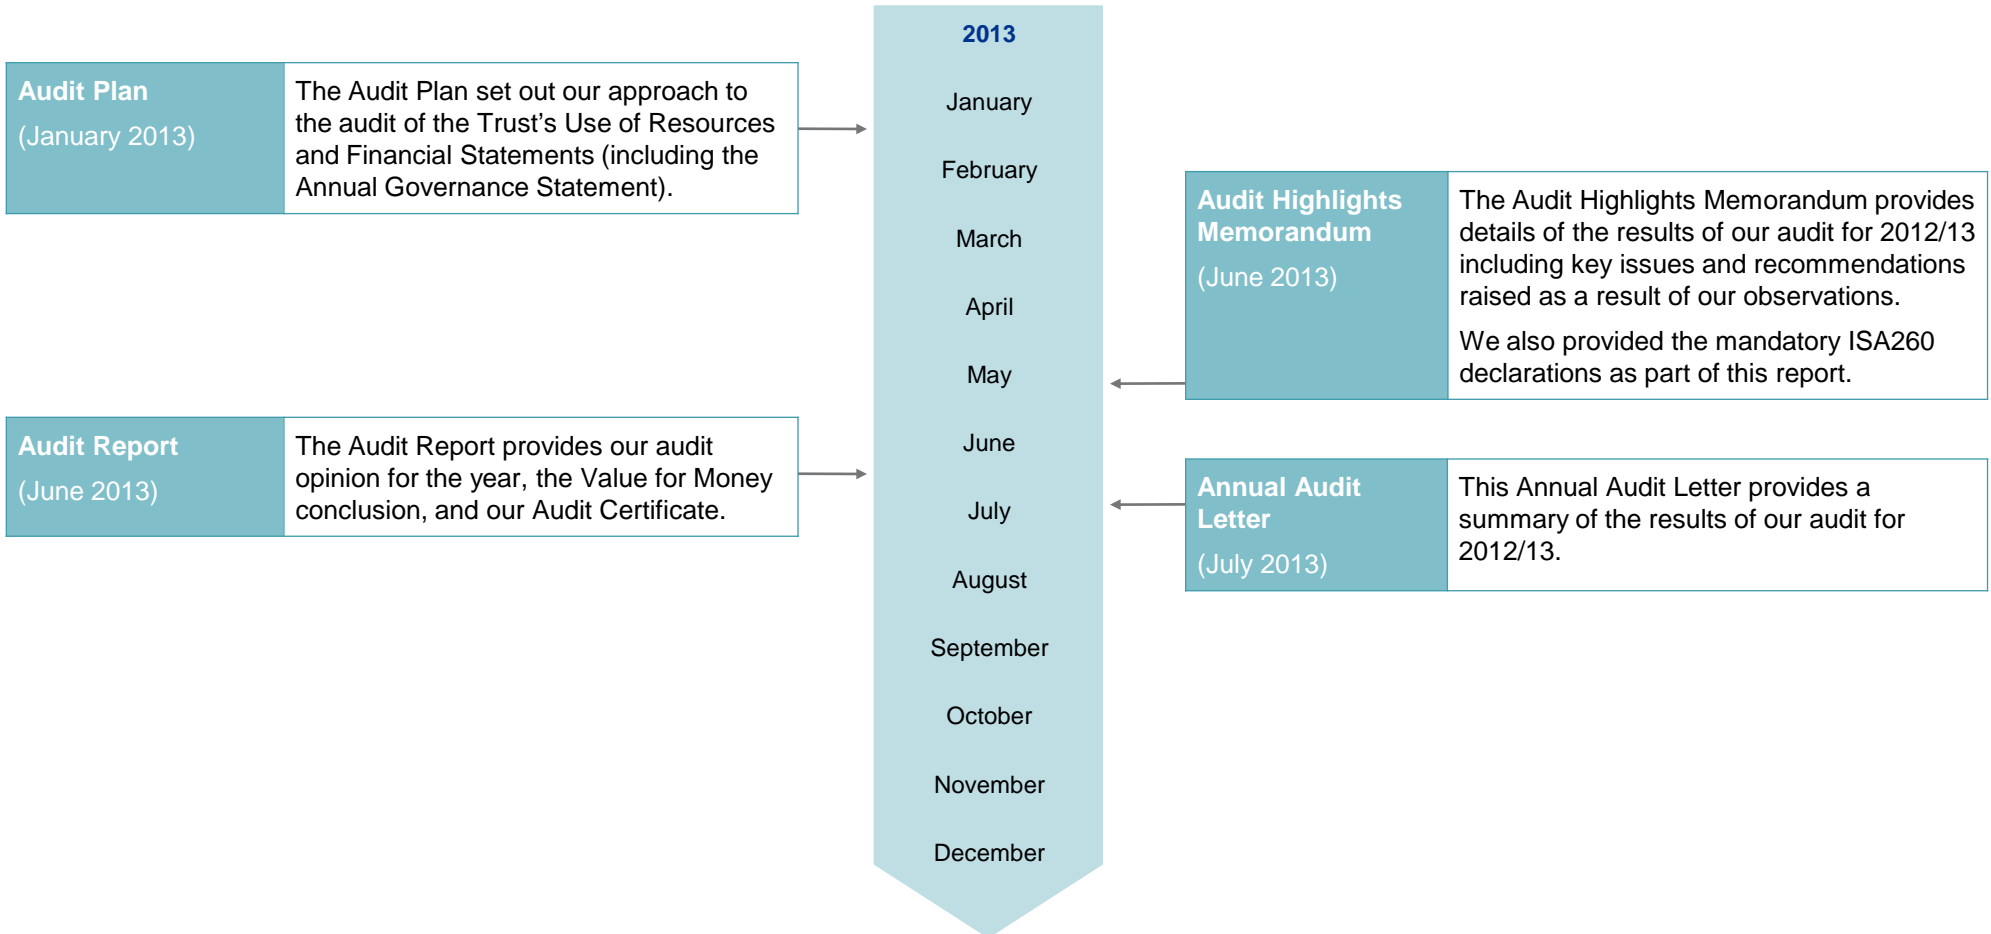 2013
January
February
March
April
May
June
July
August
September
October
November
December
Audit Plan
(January 2013)
The Audit Plan set out our approach to
the audit of the Trust’s Use of Resources
and Financial Statements (including the
Annual Governance Statement).
Audit Highlights
Memorandum
(June 2013)
The Audit Highlights Memorandum provides
details of the results of our audit for 2012/13
including key issues and recommendations
raised as a result of our observations.
We also provided the mandatory ISA260
declarations as part of this report.
Audit Report
(June 2013)
The Audit Report provides our audit
opinion for the year, the Value for Money
conclusion, and our Audit Certificate.
Annual Audit
Letter
(July 2013)
This Annual Audit Letter provides a
summary of the results of our audit for
2012/13.